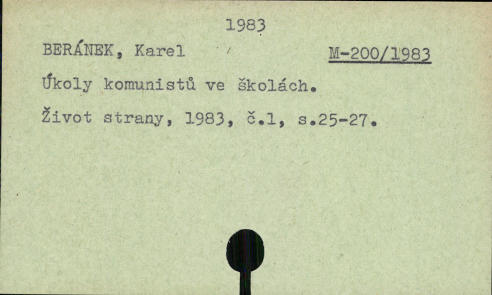 1983
BERÁNEK, Karel M-200/1983
Úkoly komunistů ve školách.
Život strany, 1983, č.1, s.25-27.